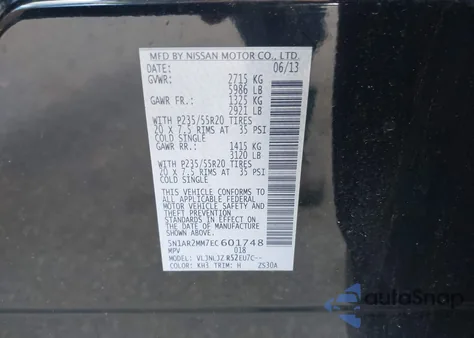 MFD BY NISSAN MOTOR CO., LTD.
DATE: 06/13
GVWR: 2715 KG
5986 LB
GAWR FR.: 1325 KG
2921 LB
WITH P235/55R20 TIRES
20 X 7.5 RIMS AT 35 PSI
COLD SINGLE
GAWR RR.: 1415 KG
3120 LB
WITH P235/55R20 TIRES
20 X 7.5 RIMS AT 35 PSI
COLD SINGLE
THIS VEHICLE CONFORMS TO
ALL APPLICABLE FEDERAL
MOTOR VEHICLE SAFETY AND
STANDARDS IN EFFECT ON
THE DATE OF MANUFACTURE
SHOWN ABOVE.
5N1AR2MM7EC601748
MPV 018
MODEL:
COLOR: KH3 TRIM: H ZS30A
autoSnap